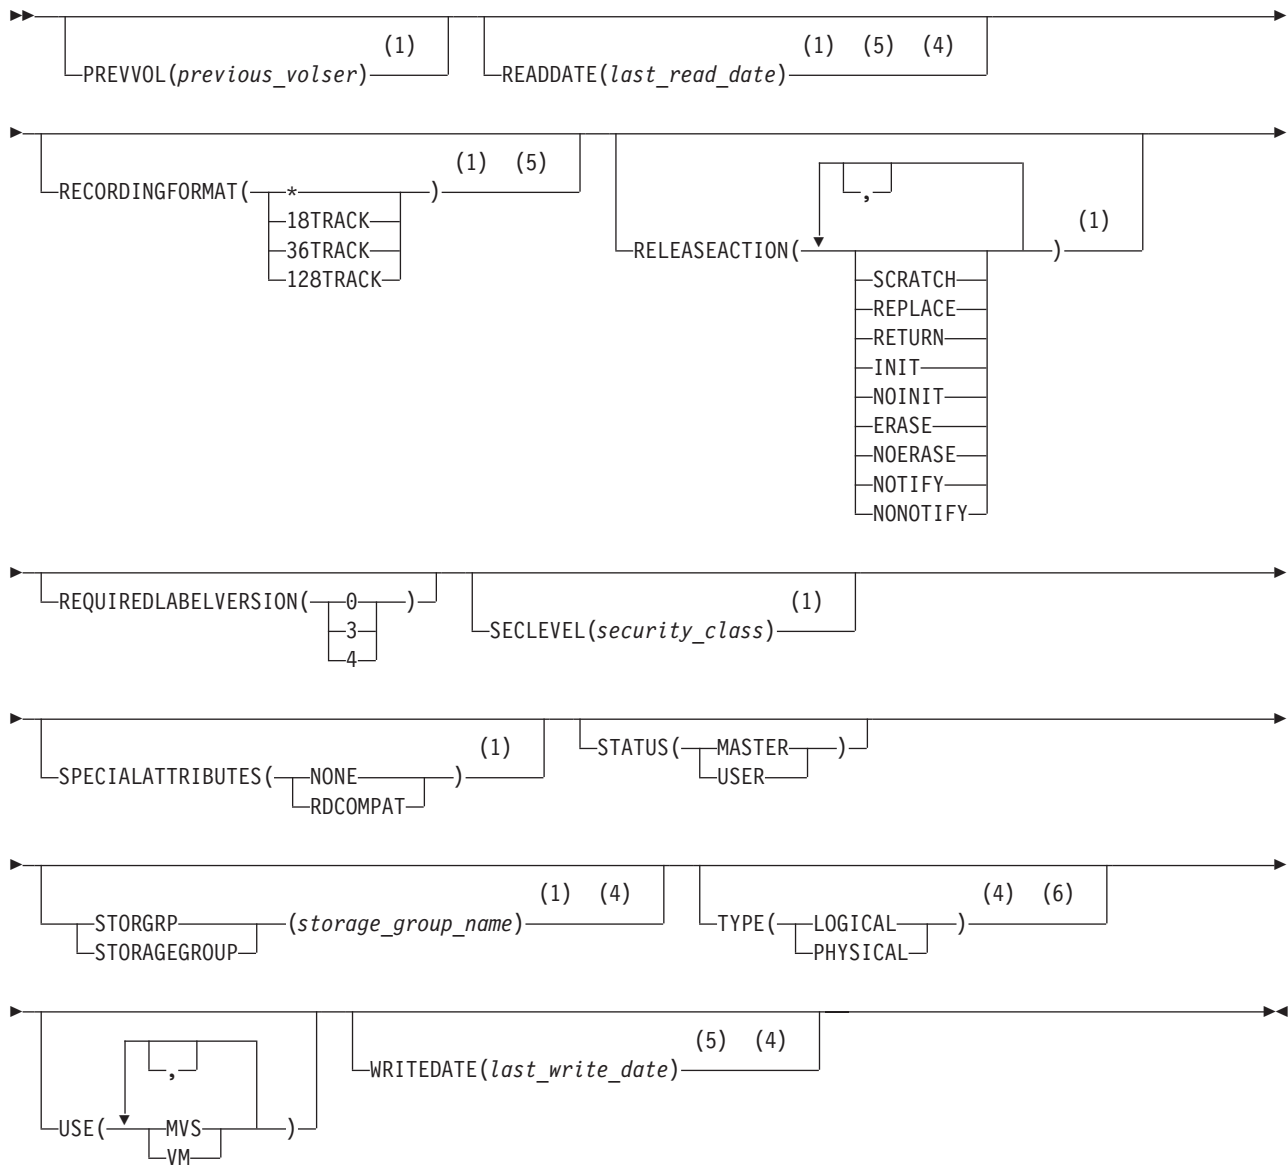 (1) (1) (5) (4)
PREVVOL(previous_volser) READDATE(last_read_date)
(1) (5)
RECORDINGFORMAT( * )
18TRACK
36TRACK
128TRACK
,
(1)
RELEASEACTION( )
SCRATCH
REPLACE
RETURN
INIT
NOINIT
ERASE
NOERASE
NOTIFY
NONOTIFY
REQUIREDLABELVERSION( 0 )
3
4
(1)
SECLEVEL(security_class)
(1)
SPECIALATTRIBUTES( NONE )
RDCOMPAT
STATUS( MASTER )
USER
(1) (4)
STORGRP (storage_group_name)
STORAGEGROUP
(4) (6)
TYPE( LOGICAL )
PHYSICAL
,
USE( MVS )
VM
(5) (4)
WRITEDATE(last_write_date)